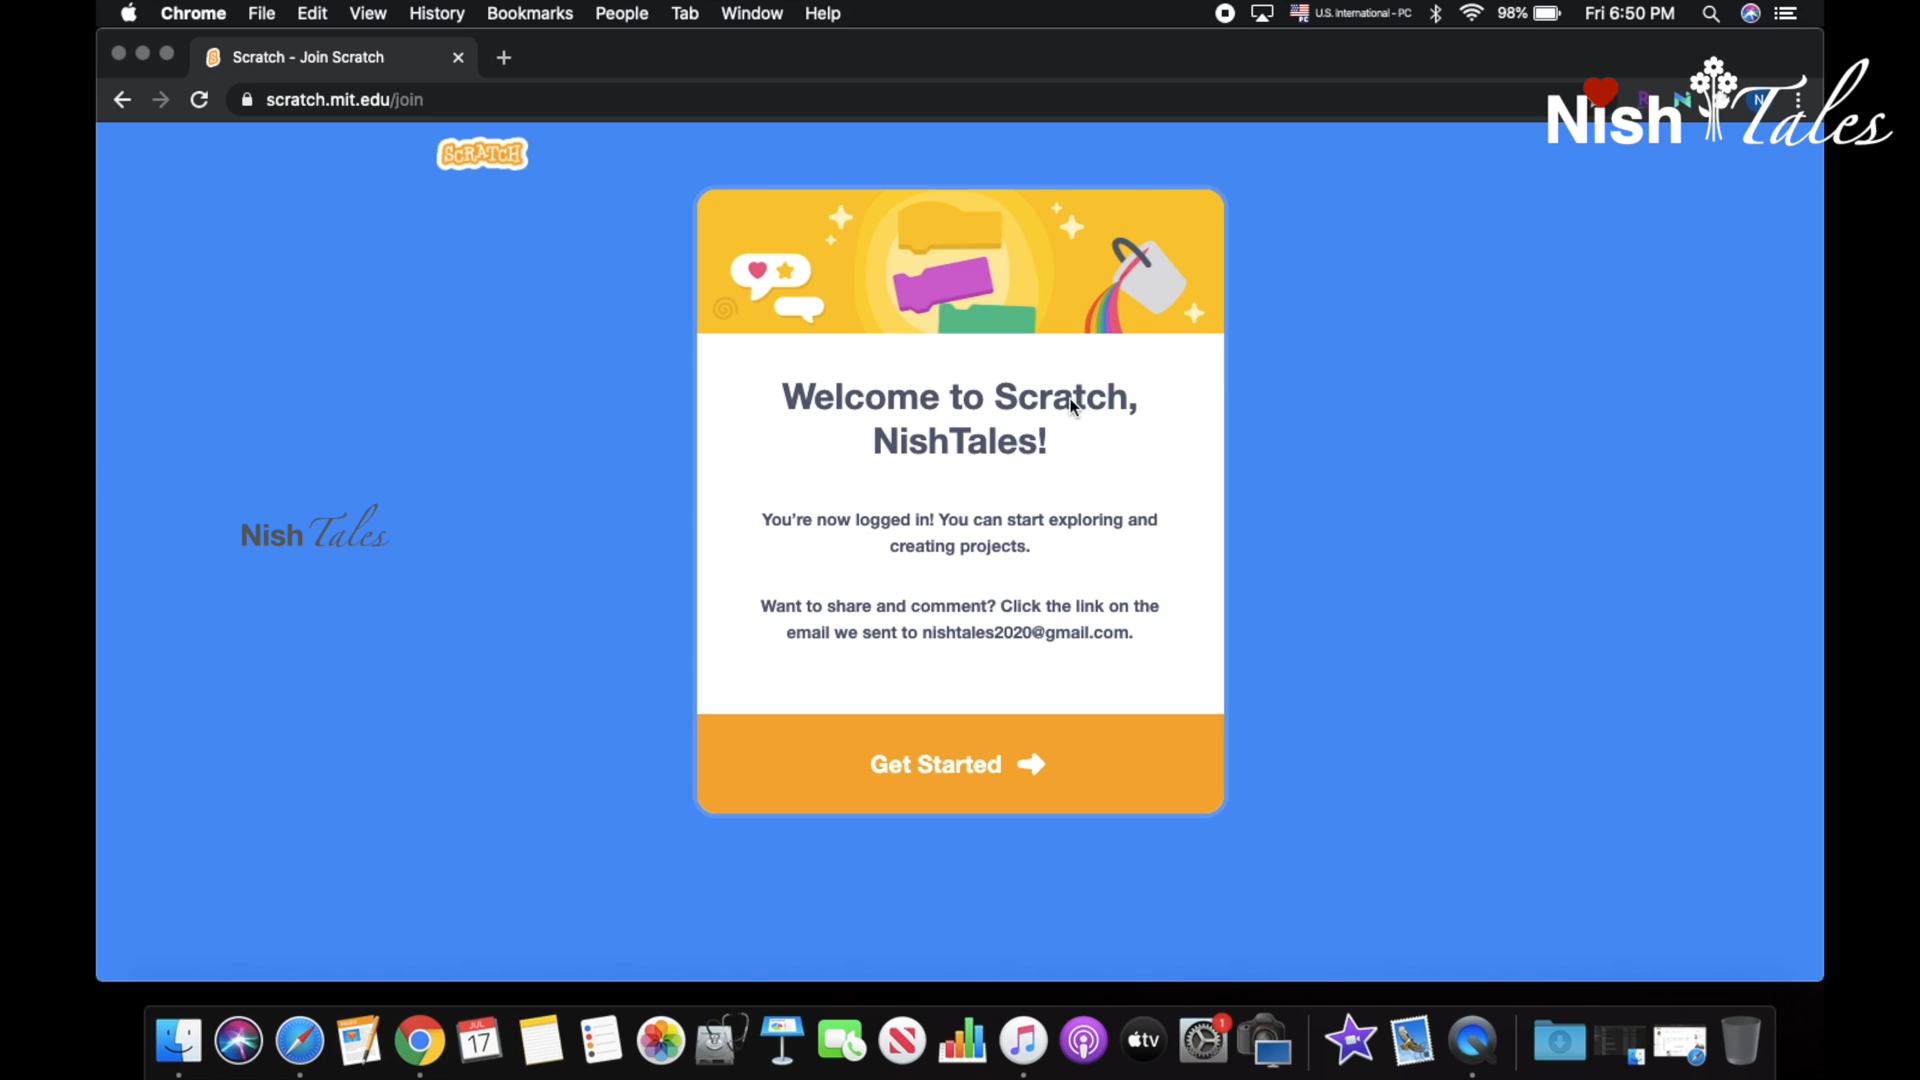 Chrome File Edit View History Bookmarks People Tab Window Help
U.S. International - PC 98% Fri 6:50 PM
Scratch - Join Scratch
scratch.mit.edu/join
Nish Tales
SCRATCH
Welcome to Scratch,
NishTales!
You're now logged in! You can start exploring and
creating projects.
Nish Tales
Want to share and comment? Click the link on the
email we sent to nishtales2020@gmail.com.
Get Started
JUL
17
tv
1